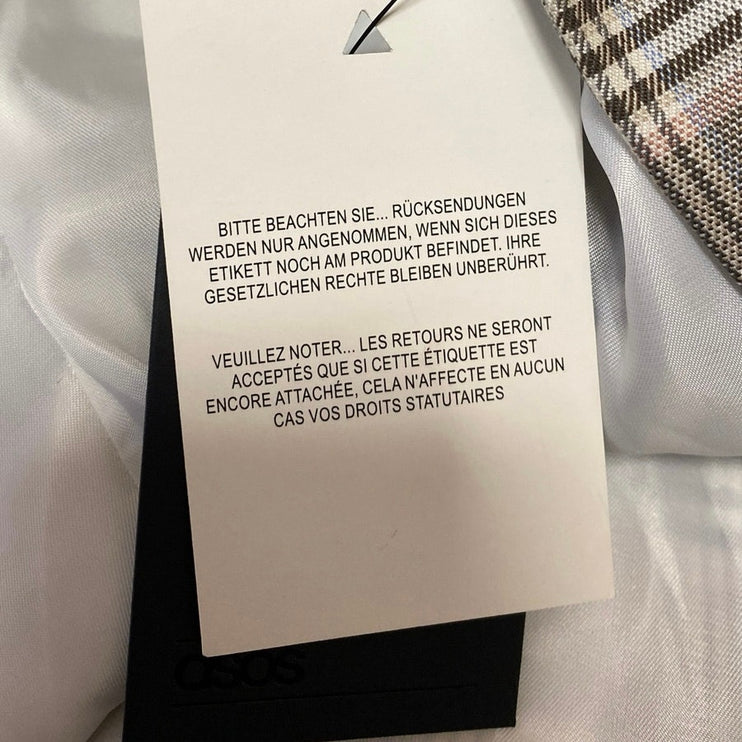 BITTE BEACHTEN SIE... RÜCKSENDUNGEN
WERDEN NUR ANGENOMMEN, WENN SICH DIESES
ETIKETT NOCH AM PRODUKT BEFINDET. IHRE
GESETZLICHEN RECHTE BLEIBEN UNBERÜHRT.
VEUILLEZ NOTER... LES RETOURS NE SERONT
ACCEPTÉS QUE SI CETTE ÉTIQUETTE EST
ENCORE ATTACHÉE, CELA N'AFFECTE EN AUCUN
CAS VOS DROITS STATUTAIRES
asos